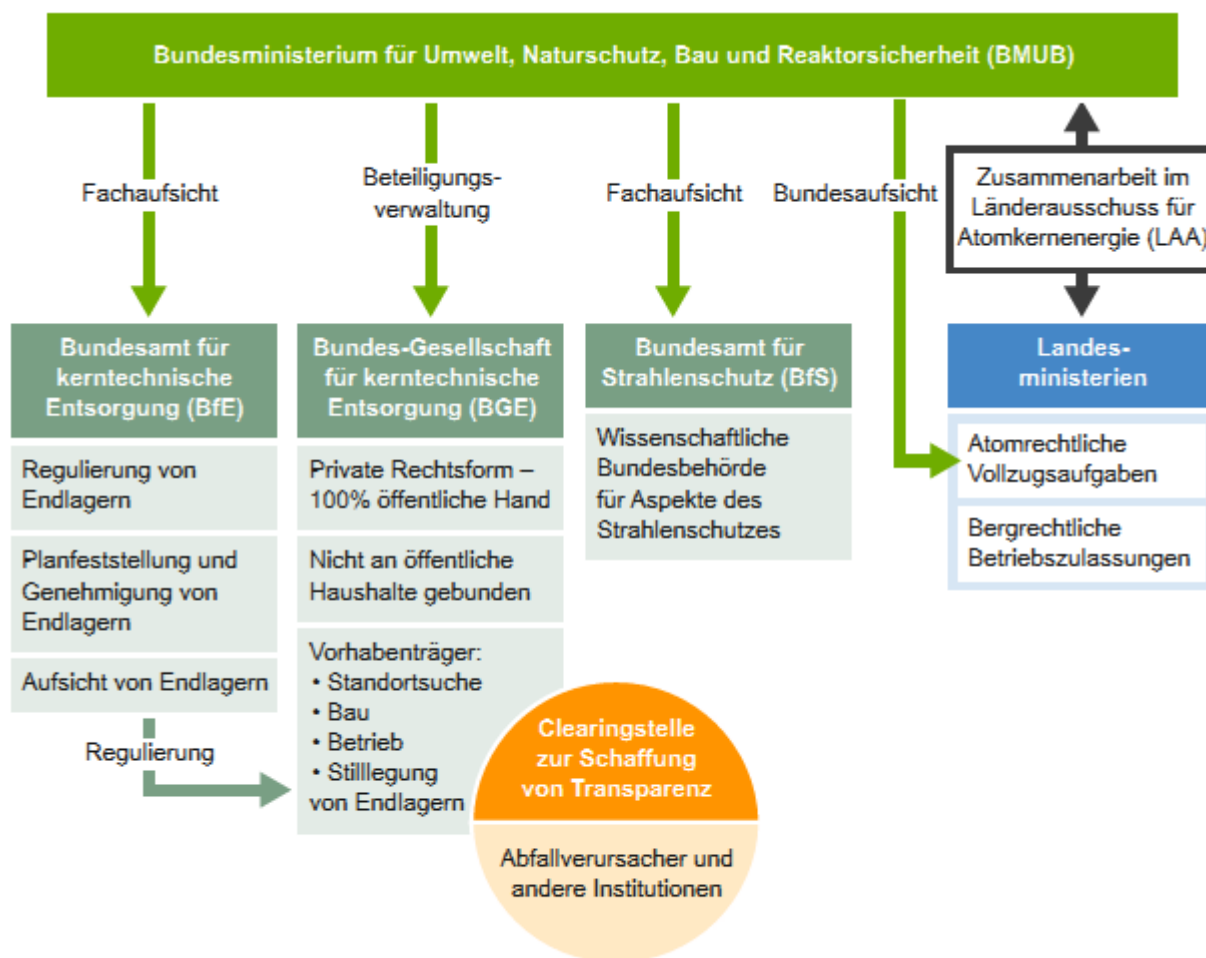 Bundesministerium für Umwelt, Naturschutz, Bau und Reaktorsicherheit (BMUB)
Fachaufsicht
Beteiligungs-
verwaltung
Fachaufsicht
Bundesaufsicht
Zusammenarbeit im
Länderausschuss für
Atomkernenergie (LAA)
Bundesamt für
kerntechnische
Entsorgung (BfE)
Regulierung von
Endlagern
Planfeststellung und
Genehmigung von
Endlagern
Aufsicht von Endlagern
Regulierung
Bundes-Gesellschaft
für kerntechnische
Entsorgung (BGE)
Private Rechtsform –
100% öffentliche Hand
Nicht an öffentliche
Haushalte gebunden
Vorhabenträger:
• Standortsuche
• Bau
• Betrieb
• Stilllegung
von Endlagern
Clearingstelle
zur Schaffung
von Transparenz
Abfallverursacher und
andere Institutionen
Bundesamt für
Strahlenschutz (BfS)
Wissenschaftliche
Bundesbehörde
für Aspekte des
Strahlenschutzes
Landes-
ministerien
Atomrechtliche
Vollzugsaufgaben
Bergrechtliche
Betriebszulassungen